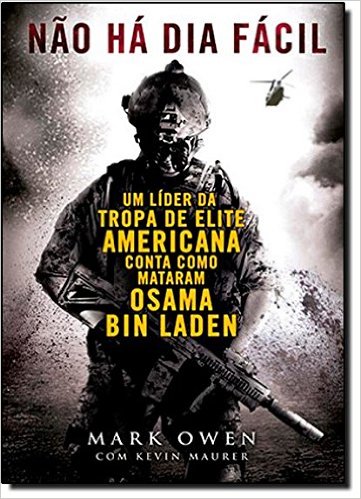 NÃO HÁ DIA FÁCIL
UM LÍDER DA
TROPA DE ELITE
AMERICANA
CONTA COMO
MATARAM
OSAMA
BIN LADEN
MARK OWEN
COM KEVIN MAURER